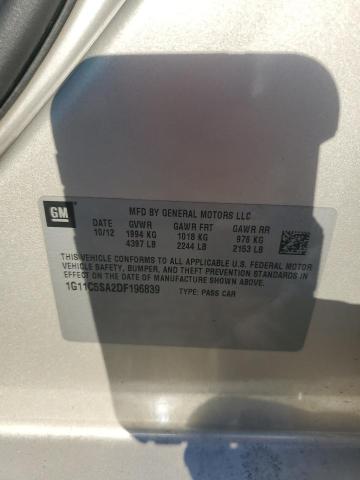 GM
MFD BY GENERAL MOTORS LLC
DATE GVWR GAWR FRT GAWR RR
10/12 1994 KG 1018 KG 976 KG
4397 LB 2244 LB 2153 LB
THIS VEHICLE CONFORMS TO ALL APPLICABLE U.S. FEDERAL MOTOR
VEHICLE SAFETY, BUMPER, AND THEFT PREVENTION STANDARDS IN
EFFECT ON THE DATE OF MANUFACTURE SHOWN ABOVE.
1G11C5SA2DF196839 TYPE: PASS CAR